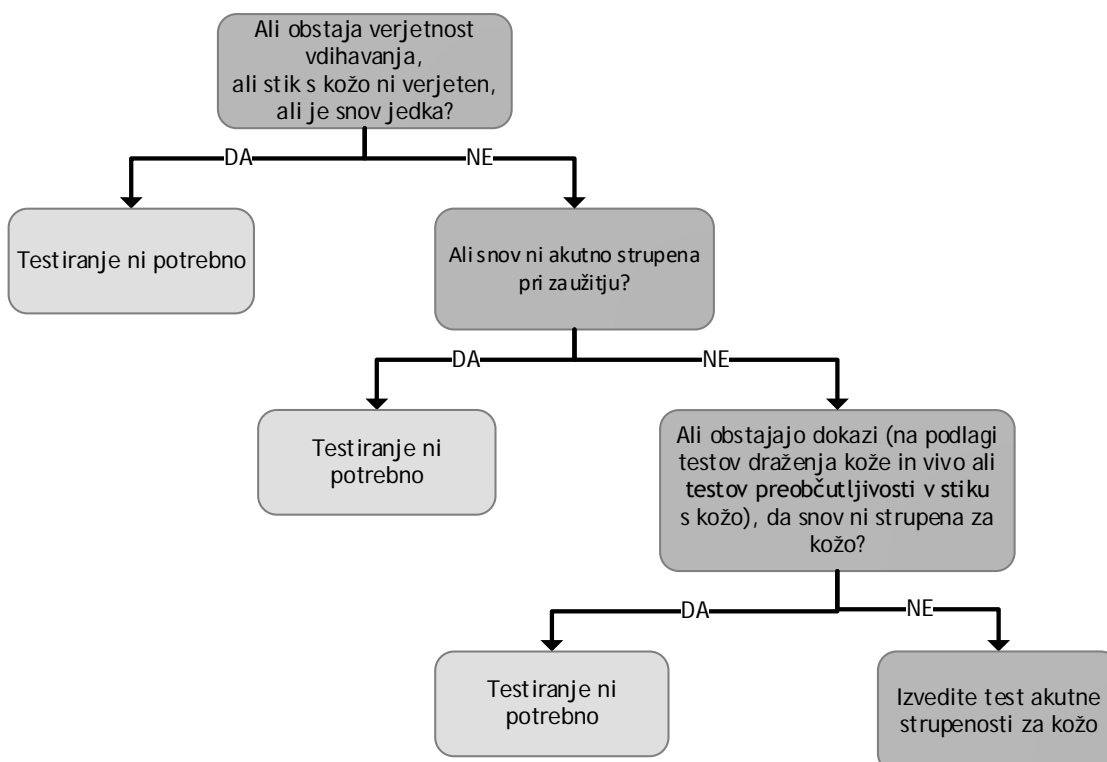 Ali obstaja verjetnost
vdihavanja,
ali stik s kožo ni verjeten,
ali je snov jedka?
DA
NE
Testiranje ni potrebno
Ali snov ni akutno strupena
pri zaužitju?
DA
NE
Testiranje ni
potrebno
Ali obstajajo dokazi (na podlagi
testov draženja kože in vivo ali
testov preobčutljivosti v stiku
s kožo), da snov ni strupena za
kožo?
DA
NE
Testiranje ni
potrebno
Izvedite test akutne
strupenosti za kožo